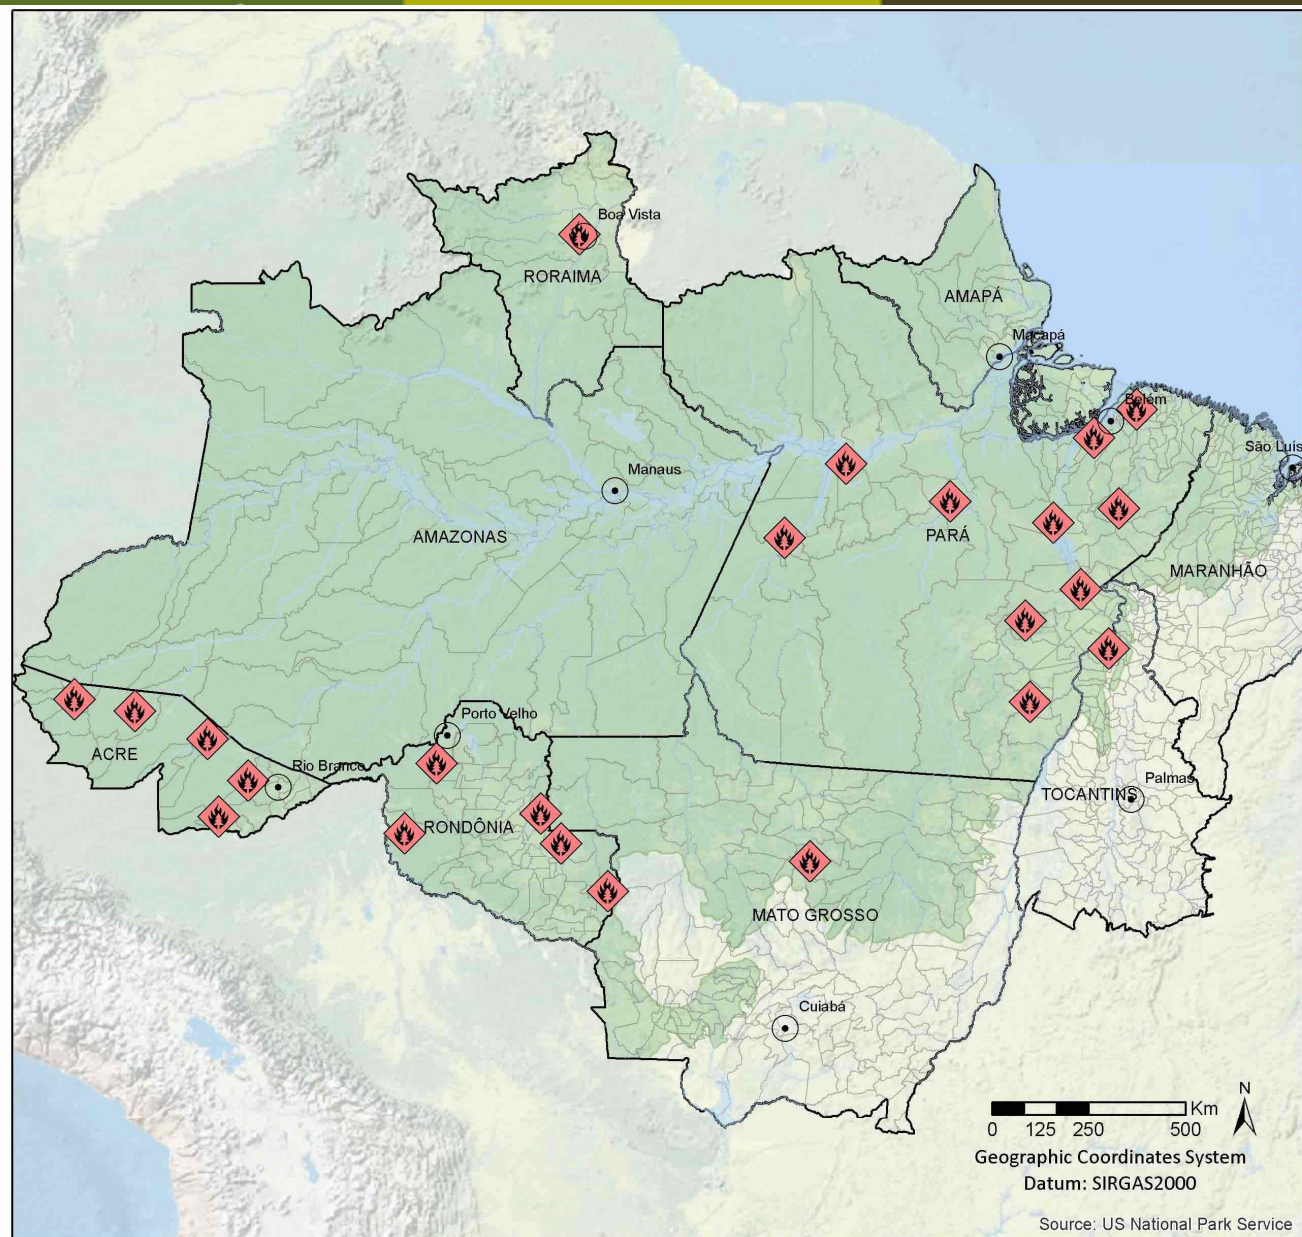 Boa Vista
RORAIMA
AMAPÁ
Macapá
Belém
São Luís
Manaus
AMAZONAS
PARÁ
MARANHÃO
Porto Velho
ACRE
Rio Branco
RONDÔNIA
Palmas
TOCANTINS
MATO GROSSO
Cuiabá
N
Km
0 125 250 500
Geographic Coordinates System
Datum: SIRGAS2000
Source: US National Park Service